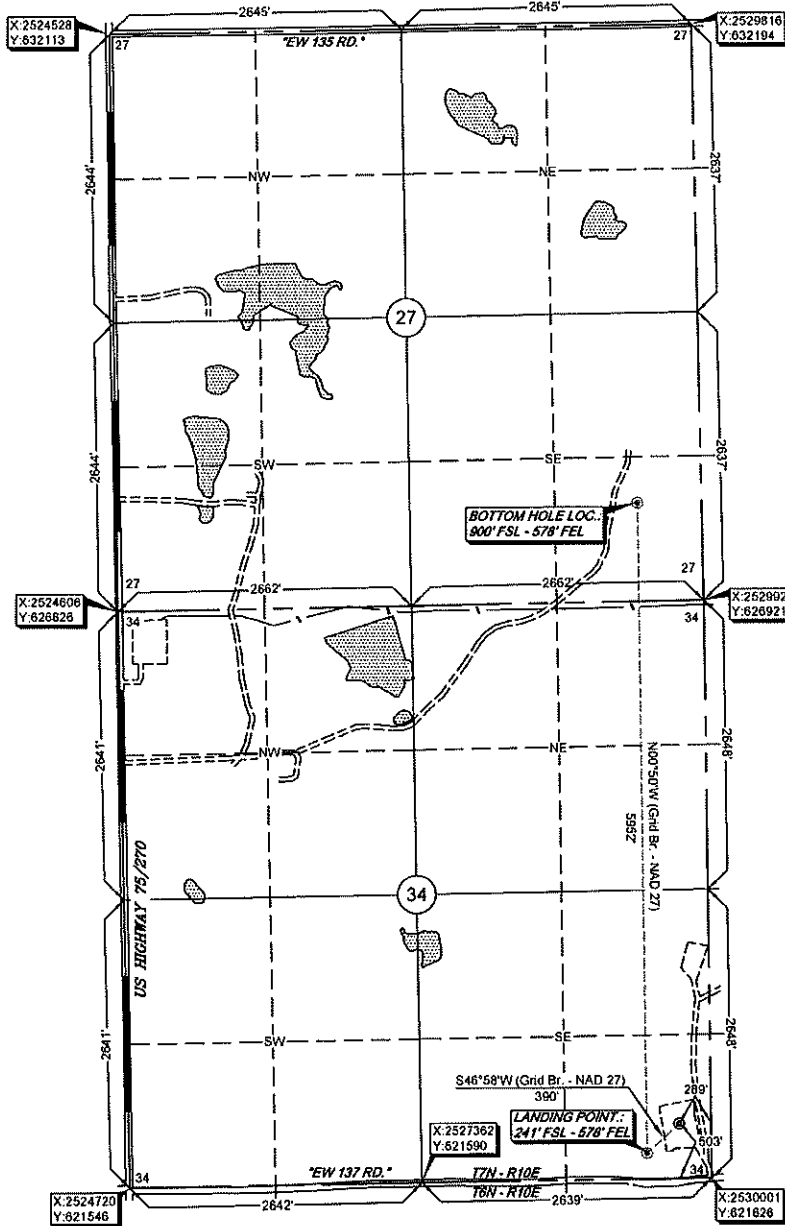 2645' 2645'
X:2524528
Y:632113
X:2529816
Y:632194
27 "EW 135 RD." 27
2644' NW NE 2637'
27
2644' SW SE 2637'
BOTTOM HOLE LOC.:
900' FSL - 578' FEL
27 2662' 2662' 27
X:2524606
Y:626826
X:252992
Y:626921
34 34
2641' NW NE 2648'
N00°50'W (Grid Br. - NAD 27)
5952'
US HIGHWAY 75/270
34
2641' SW SE 2648'
S46°58'W (Grid Br. - NAD 27)
390'
289'
LANDING POINT.:
241' FSL - 578' FEL
503'
X:2527362
Y:621590
34 "EW 137 RD." T7N - R10E 34
T6N - R10E
X:2524720
Y:621546
2642' 2639'
X:2530001
Y:621626